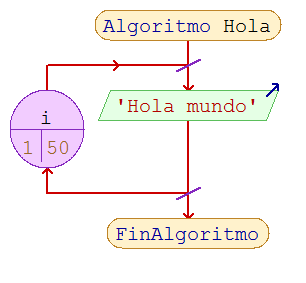 Algoritmo Hola
'Hola mundo'
i
1 50
FinAlgoritmo